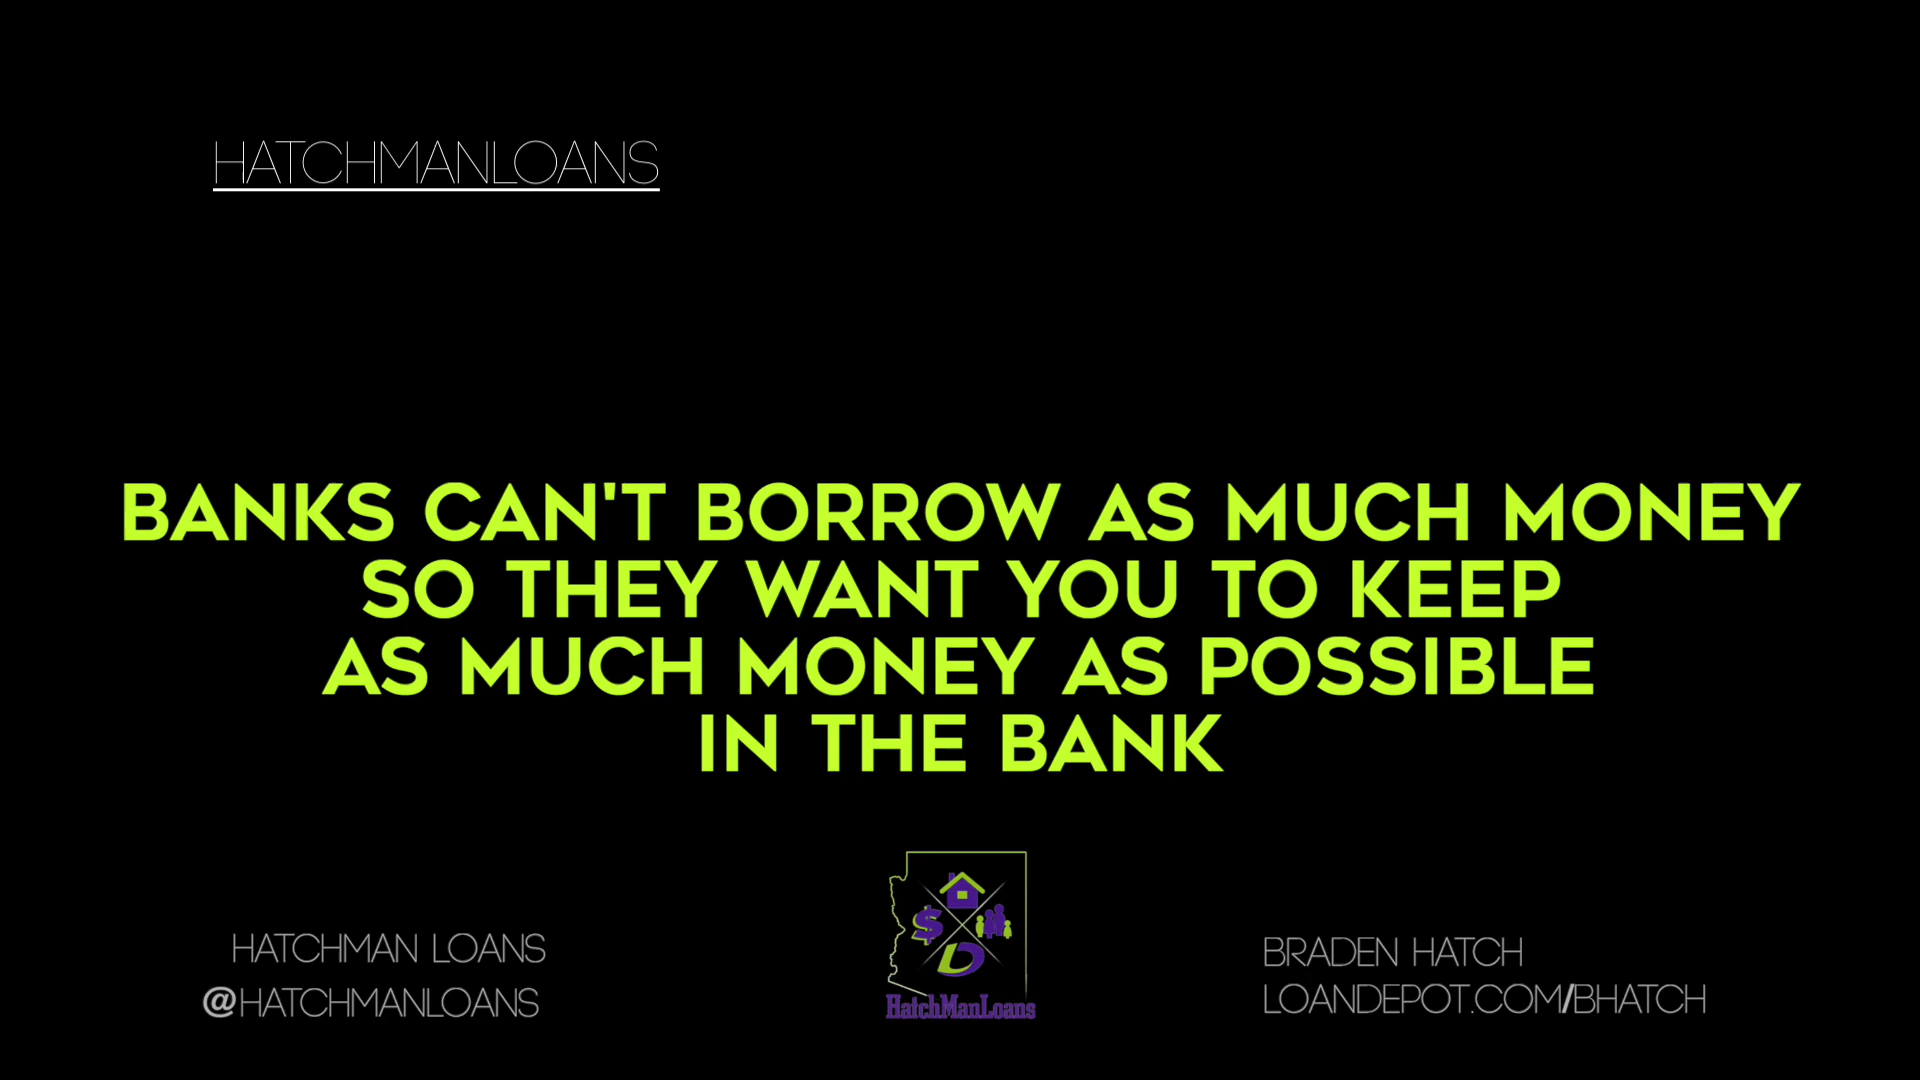 HATCHMANLOANS
BANKS CAN'T BORROW AS MUCH MONEY
SO THEY WANT YOU TO KEEP
AS MUCH MONEY AS POSSIBLE
IN THE BANK
HATCHMAN LOANS
@HATCHMANLOANS
$
D
HatchManLoans
BRADEN HATCH
LOANDEPOT.COM/BHATCH